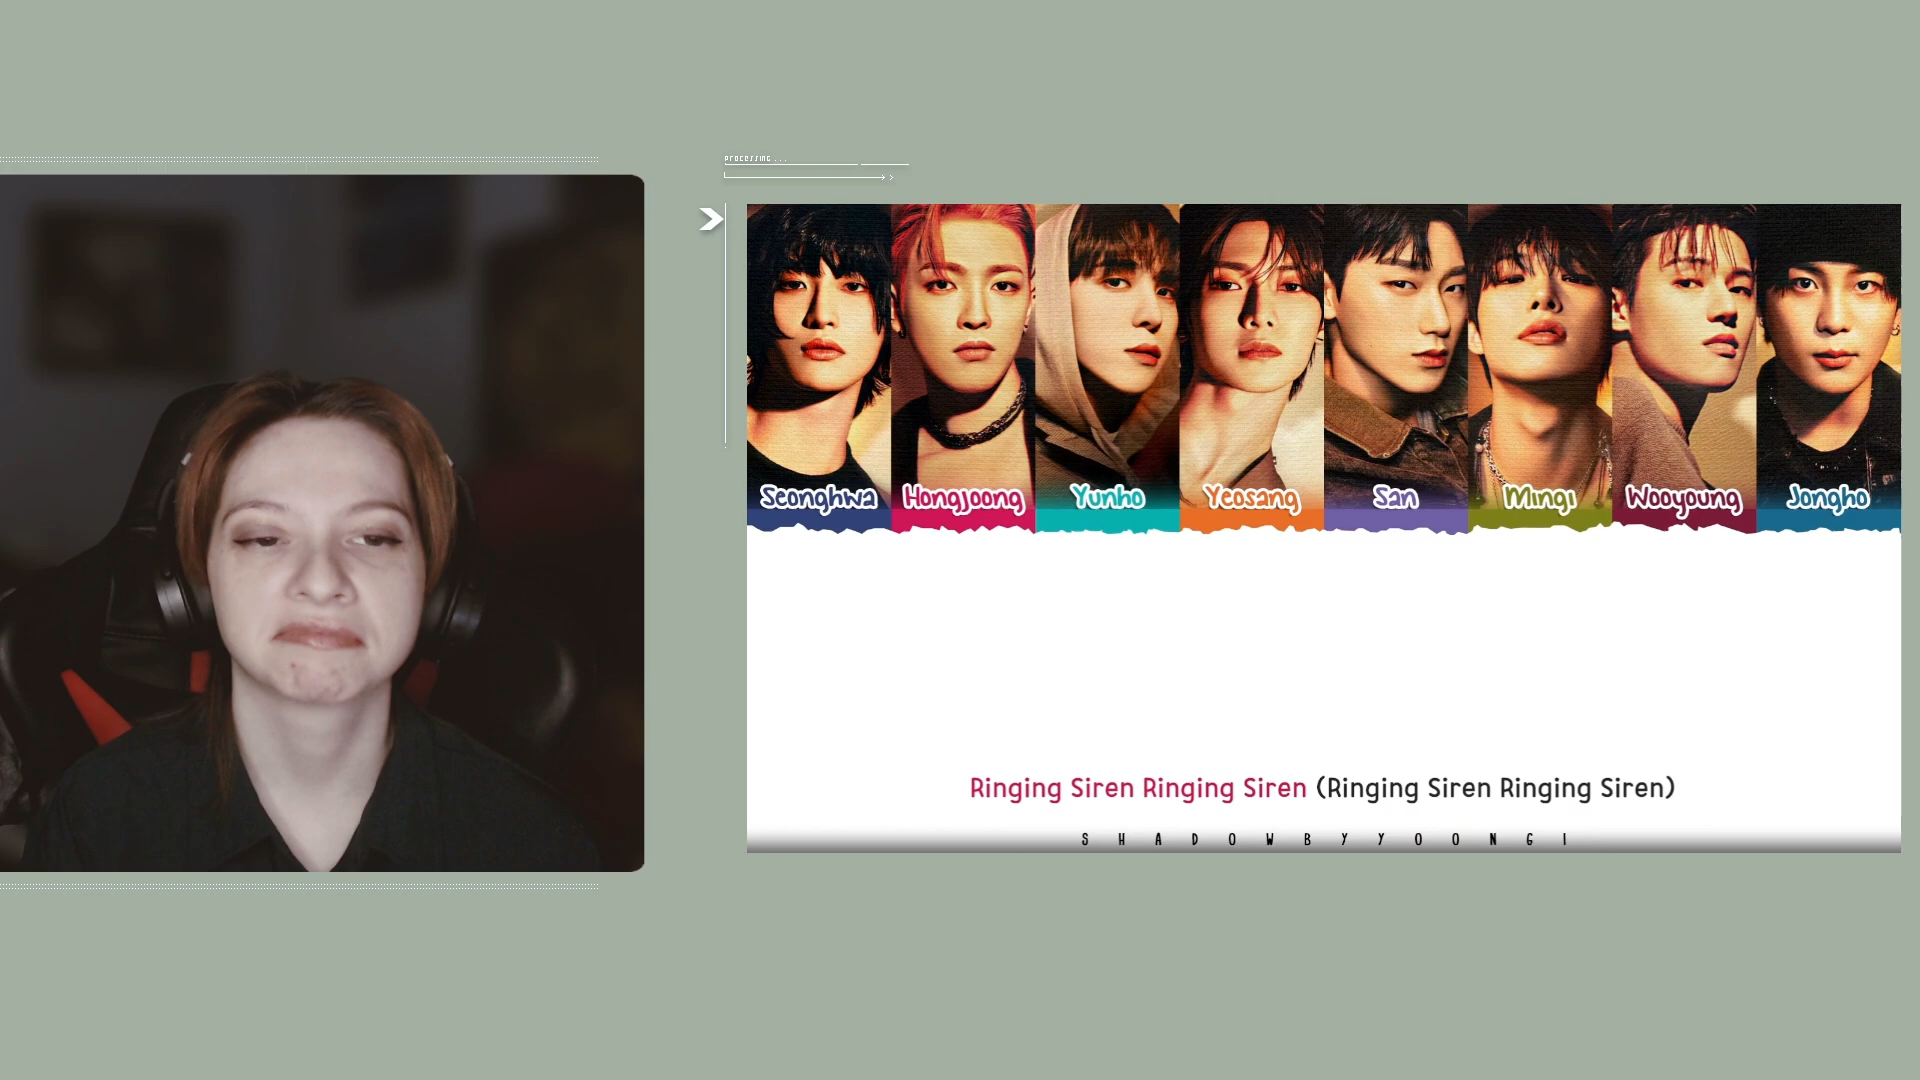 processing ...
Seonghwa Hongjoong Yunho Yeosang San Mingi Wooyoung Jongho
Ringing Siren Ringing Siren (Ringing Siren Ringing Siren)
S H A D O W B Y Y O O N G I